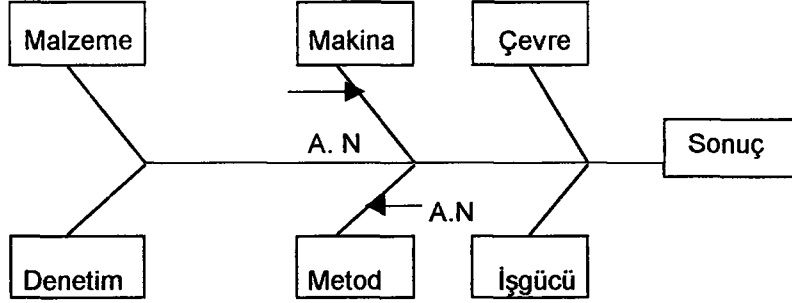 Malzeme
Makina
Çevre
A. N
Sonuç
A.N
Denetim
Metod
İşgücü